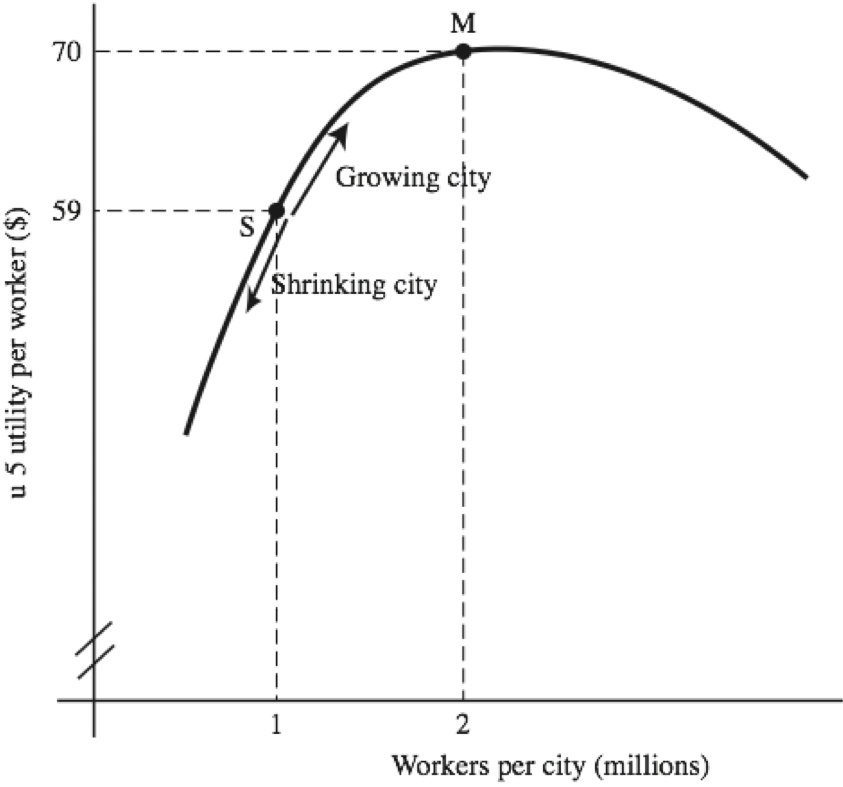 M
70
Growing city
59
S
Shrinking city
u 5 utility per worker ($)
1
2
Workers per city (millions)